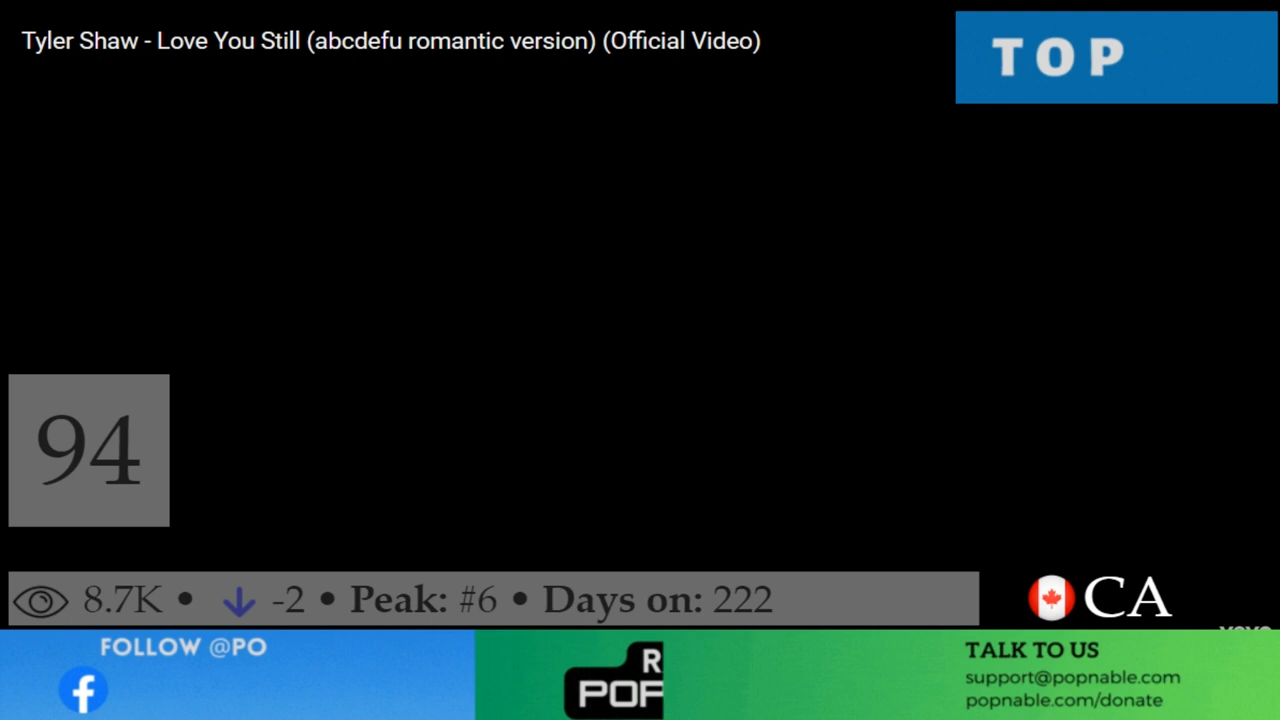 Tyler Shaw - Love You Still (abcdefu romantic version) (Official Video)
TOP
94
8.7K • -2 • Peak: #6 • Days on: 222
CA
FOLLOW @PO
R
POP
TALK TO US
support@popnable.com
popnable.com/donate